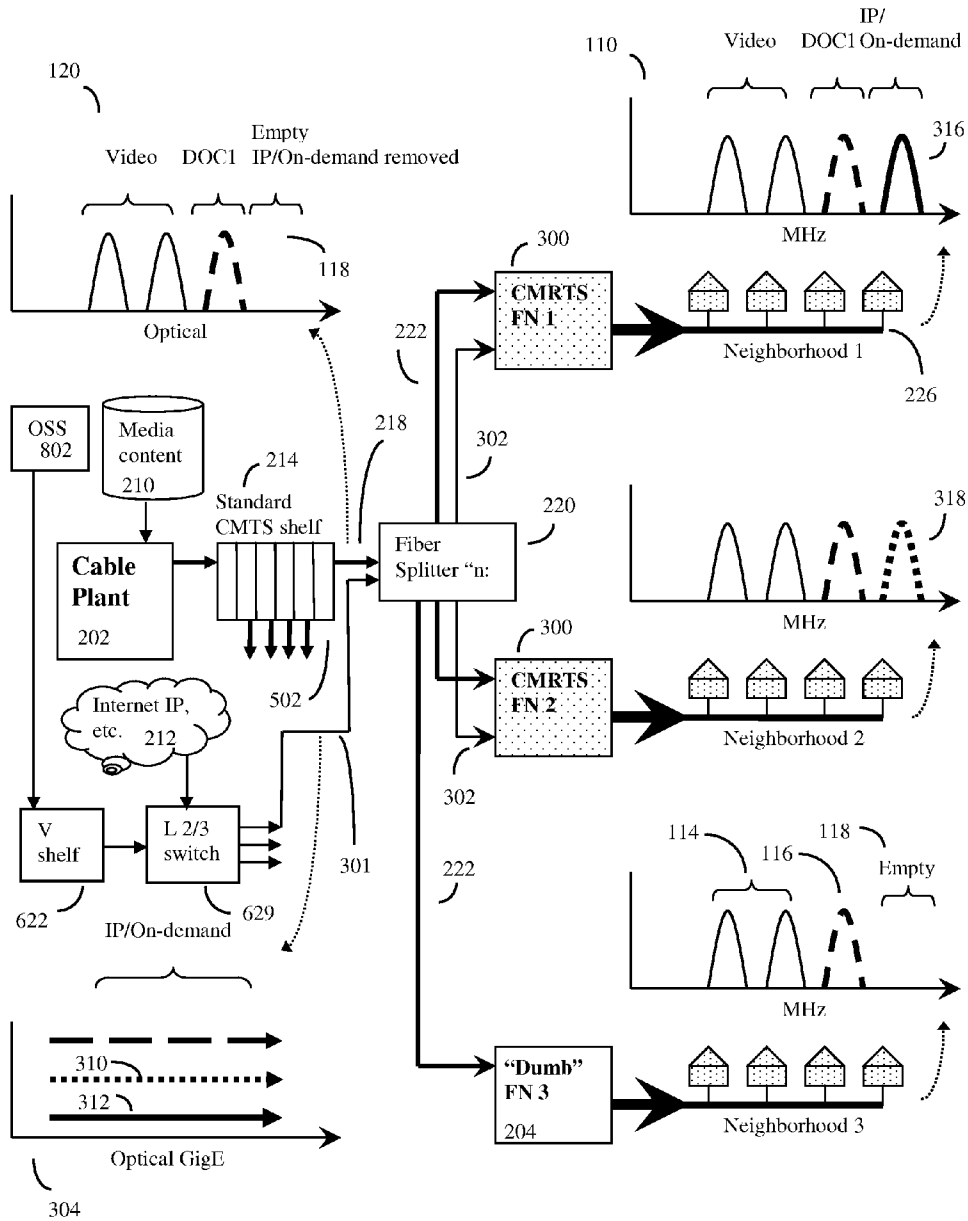 120
Video
DOC1
Empty
IP/On-demand removed
118
Optical
110
Video
DOC1
IP/
On-demand
316
MHz
300
CMRTS
FN 1
Neighborhood 1
226
222
302
OSS
802
Media
content
210
214
Standard
CMTS shelf
218
Cable
Plant
202
502
Fiber
Splitter “n:
220
318
MHz
300
CMRTS
FN 2
Neighborhood 2
302
Internet IP,
etc.
212
V
shelf
L 2/3
switch
301
622
629
222
114
116
118
Empty
MHz
IP/On-demand
310
312
Optical GigE
304
“Dumb”
FN 3
204
Neighborhood 3